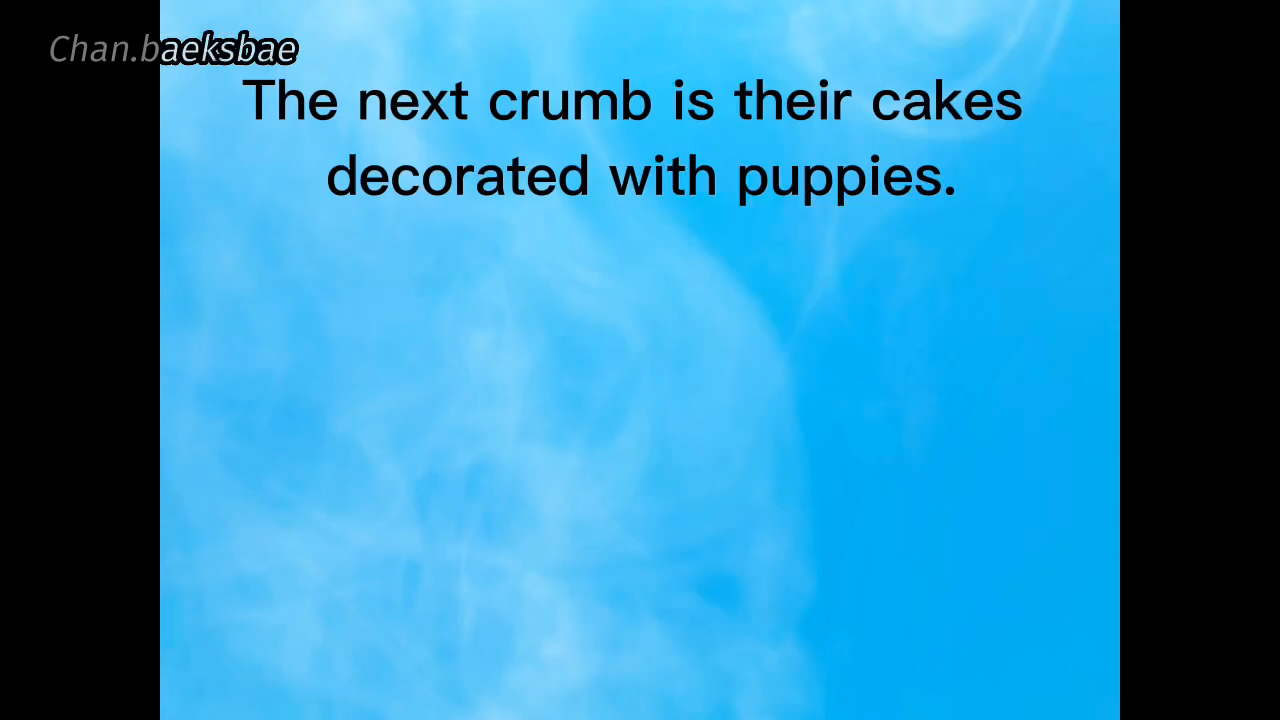 Chan.baeksbae
The next crumb is their cakes
decorated with puppies.